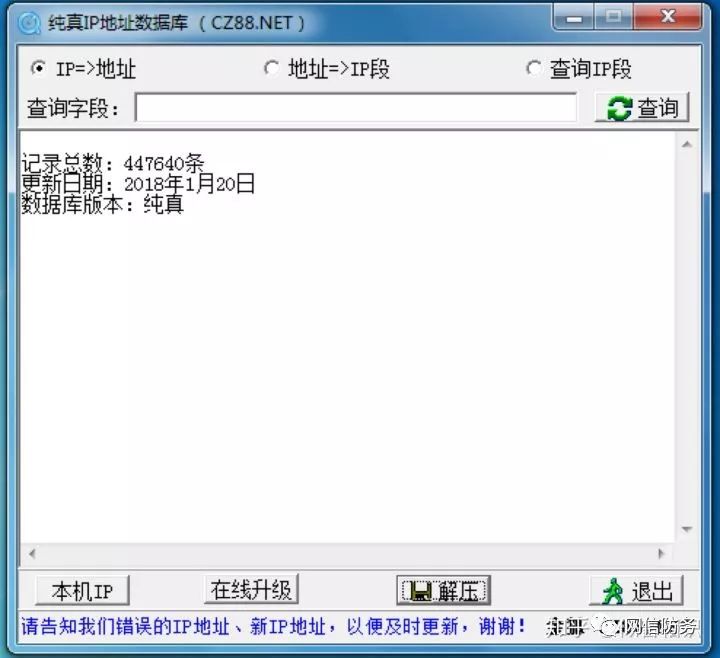 纯真IP地址数据库 （CZ88.NET ）
IP=>地址 地址=>IP段 查询IP段
查询字段： 查询
记录总数：447640条
更新日期：2018年1月20日
数据库版本：纯真
本机IP 在线升级 解压 退出
请告知我们错误的IP地址、新IP地址，以便及时更新，谢谢！ 知乎 网信防务